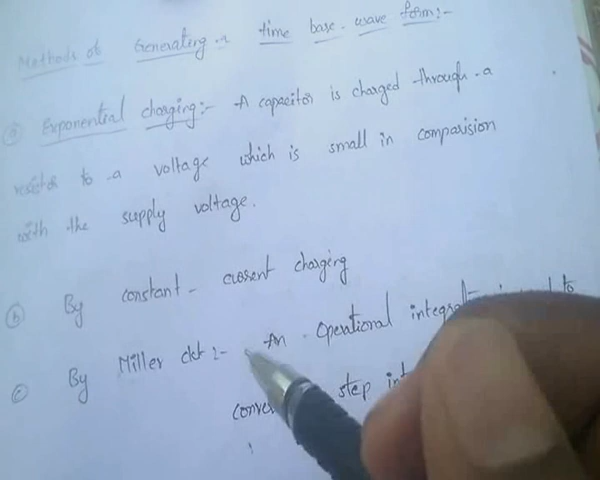 Methods of Generating a time base wave form:-
(a) Exponential charging:- A capacitor is charged through a
resistor to a voltage which is small in comparision
with the supply voltage.
(b) By constant - current charging
(c) By Miller ckt :- An operational
step